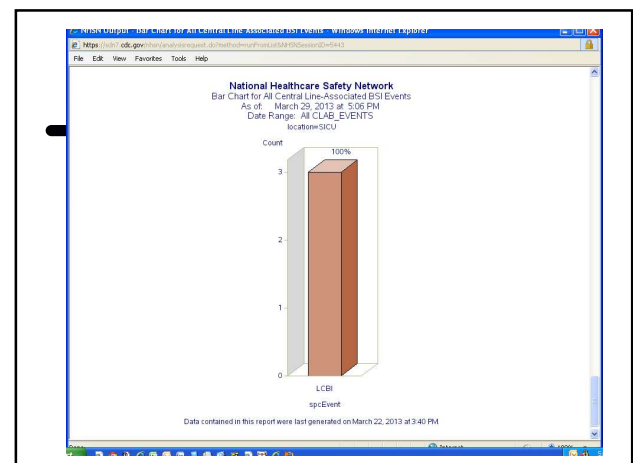 NHSN Output - Bar Chart for All Central Line Associated BSI Events - Windows Internet Explorer
File Edit View Favorites Tools Help
National Healthcare Safety Network
Bar Chart for All Central Line-Associated BSI Events
As of: March 29, 2013 at 5:06 PM
Date Range: All CLAB_EVENTS
location=SICU
Count
100%
3
2
1
0
LCBI
spcEvent
Data contained in this report were last generated on March 22, 2013 at 3:40 PM
Internet